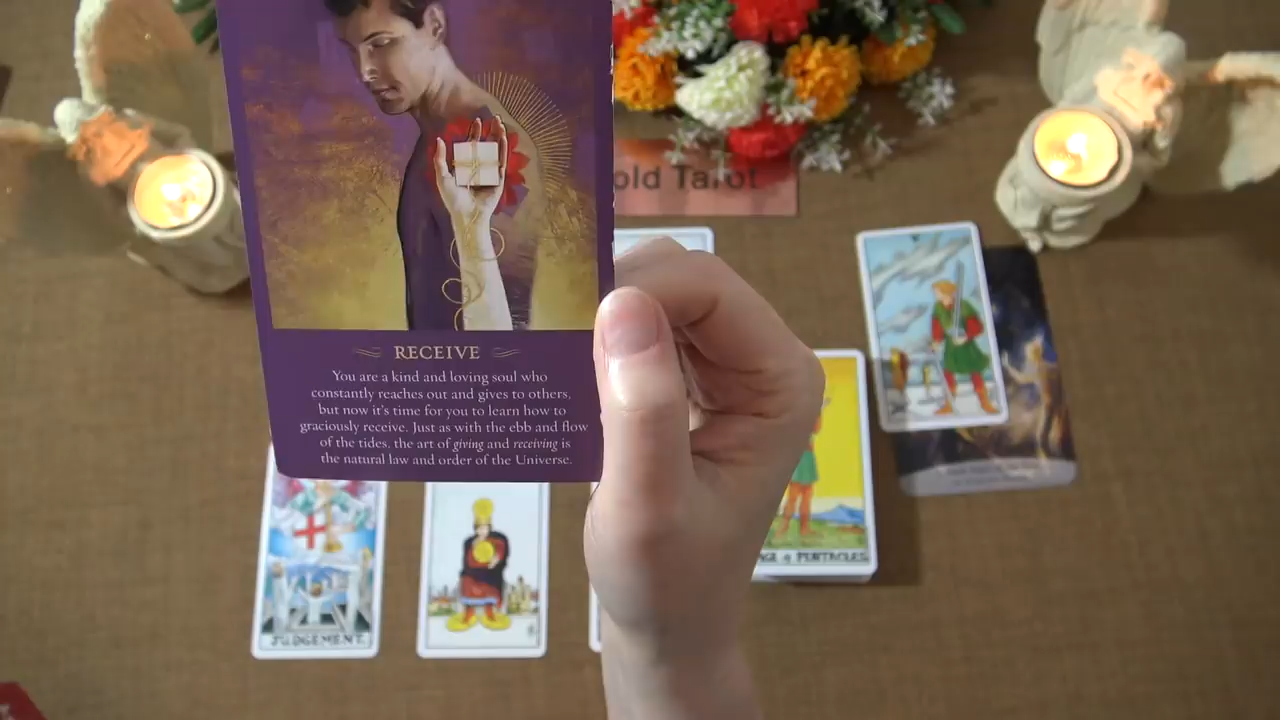 old Tarot
RECEIVE
You are a kind and loving soul who
constantly reaches out and gives to others,
but now it's time for you to learn how to
graciously receive. Just as with the ebb and flow
of the tides, the art of giving and receiving is
the natural law and order of the Universe.
V
PENTACLES
JUDGEMENT.